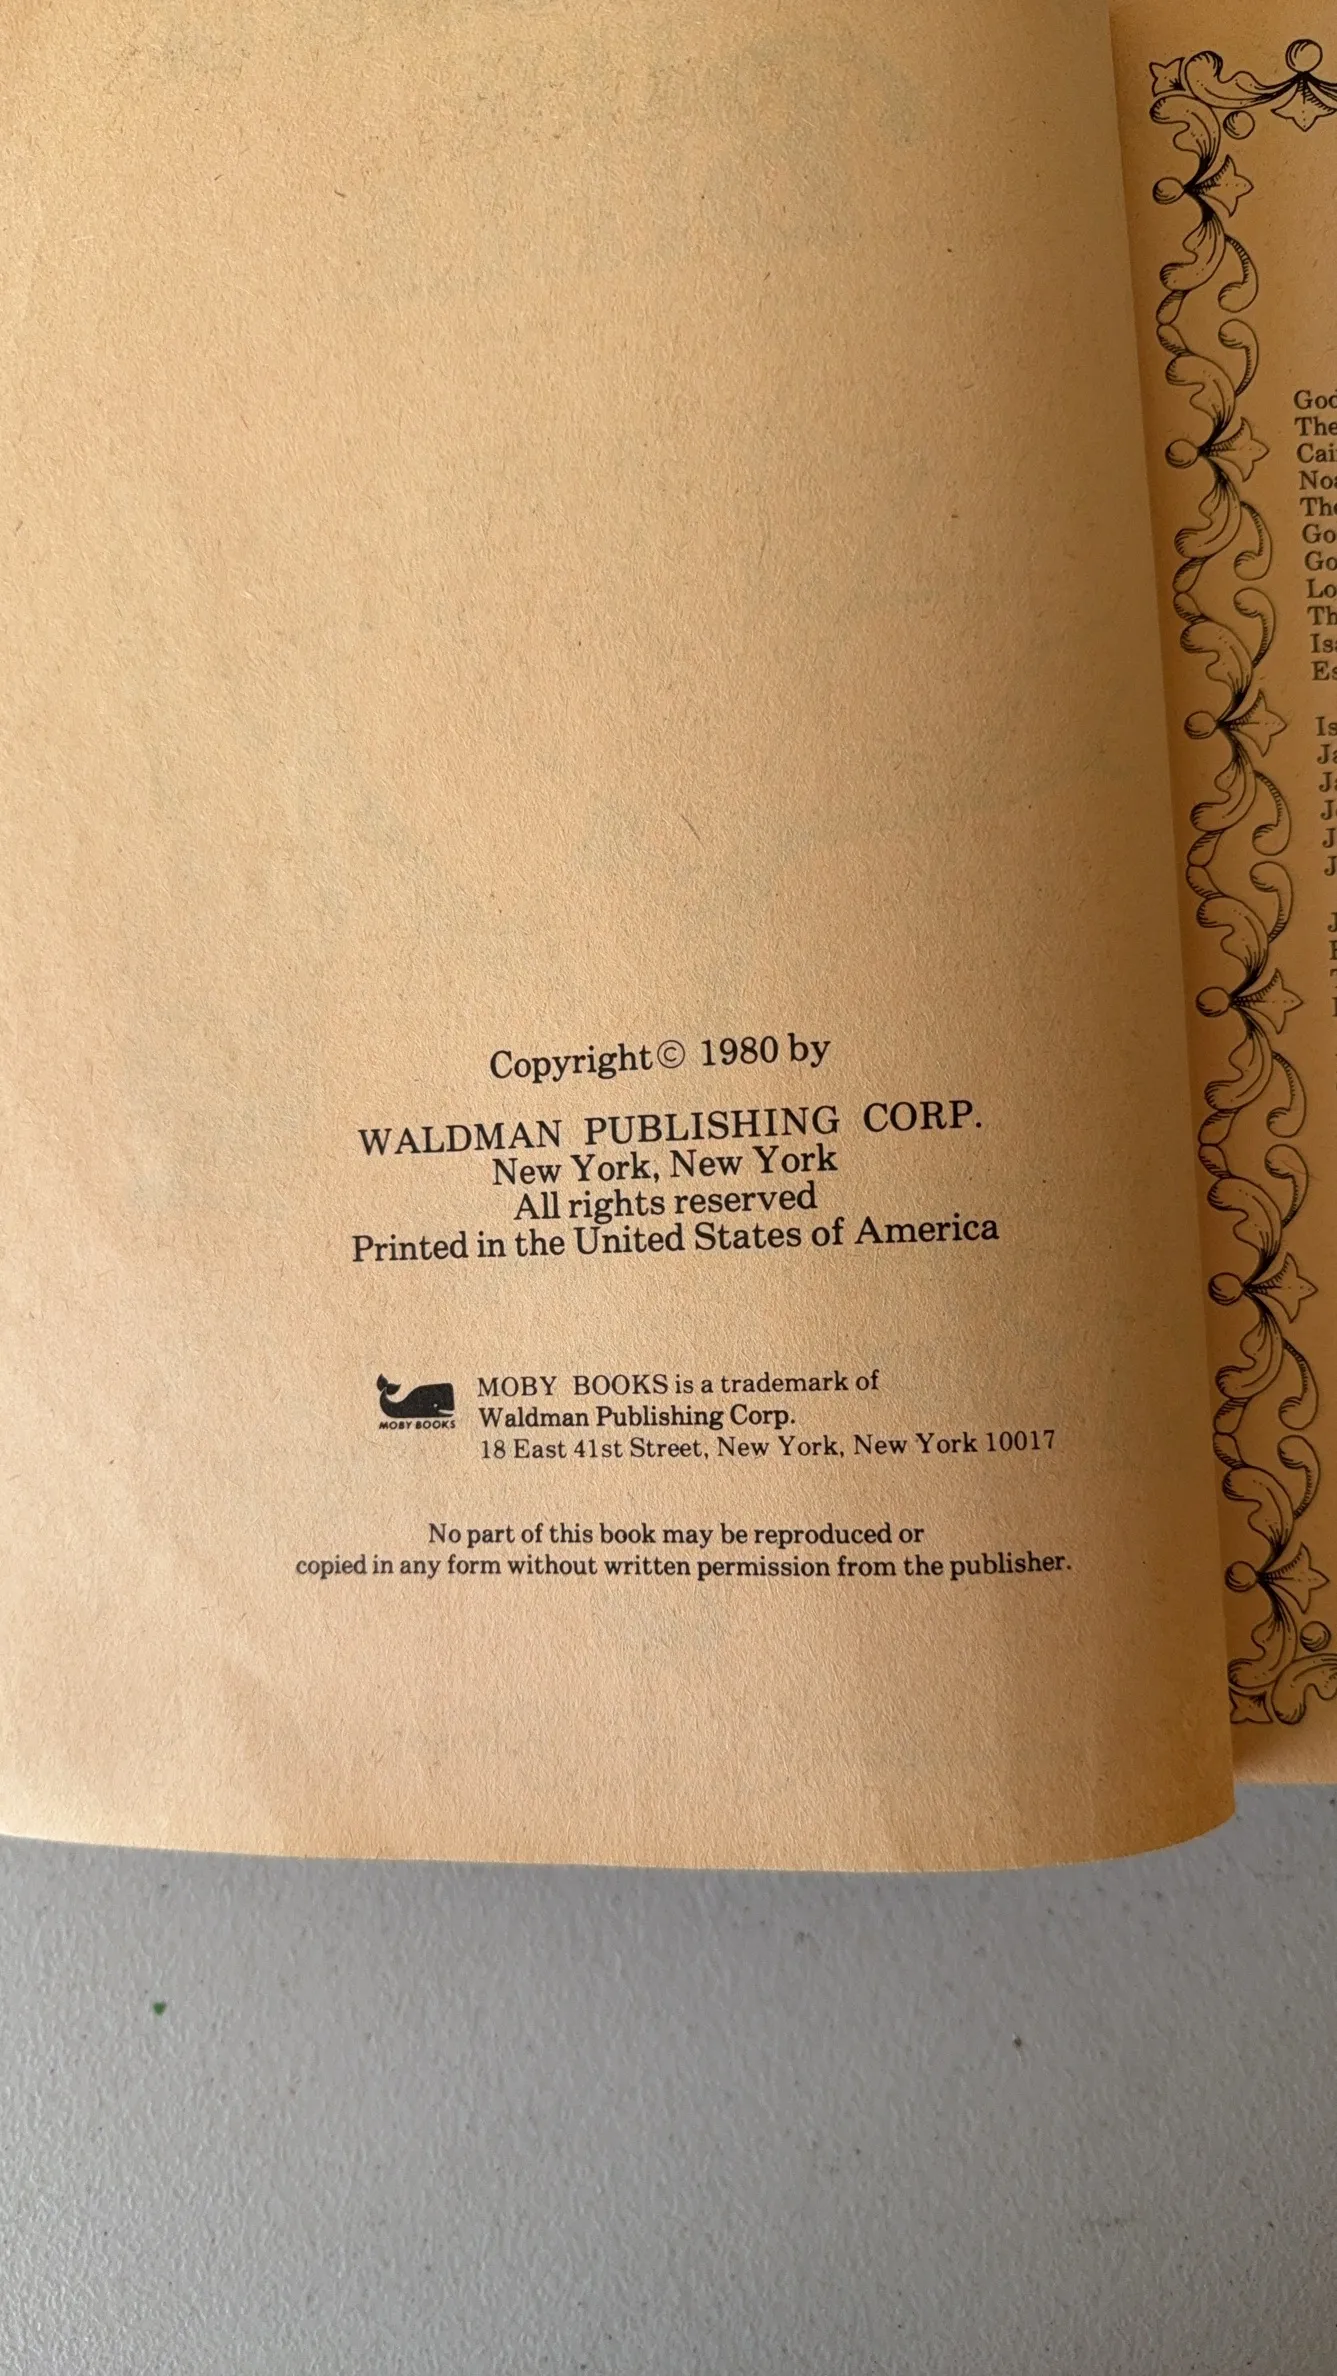 Copyright© 1980 by
WALDMAN PUBLISHING CORP.
New York, New York
All rights reserved
Printed in the United States of America
MOBY BOOKS
MOBY BOOKS is a trademark of
Waldman Publishing Corp.
18 East 41st Street, New York, New York 10017
No part of this book may be reproduced or
copied in any form without written permission from the publisher.
The